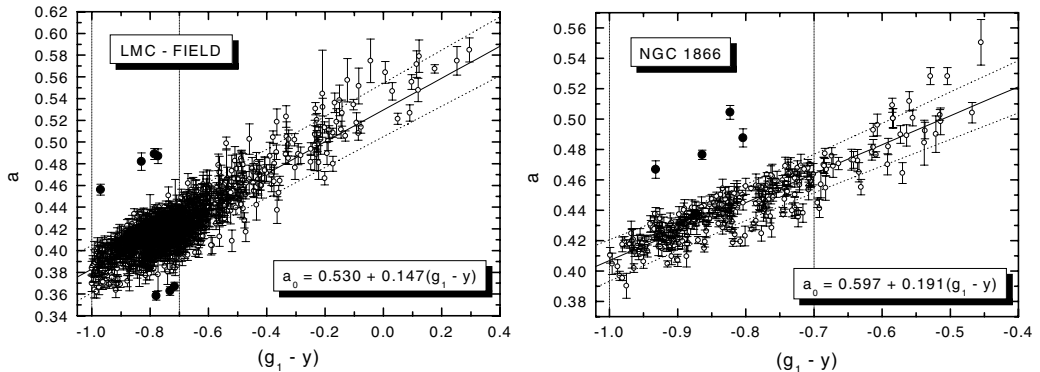 LMC - FIELD
0.62
0.60
0.58
0.56
0.54
0.52
0.50
0.48
0.46
0.44
0.42
0.40
0.38
0.36
0.34
a
a₀ = 0.530 + 0.147(g₁ - y)
-1.0 -0.8 -0.6 -0.4 -0.2 0.0 0.2 0.4
(g₁ - y)
NGC 1866
0.56
0.54
0.52
0.50
0.48
0.46
0.44
0.42
0.40
0.38
a
a₀ = 0.597 + 0.191(g₁ - y)
-1.0 -0.9 -0.8 -0.7 -0.6 -0.5 -0.4
(g₁ - y)